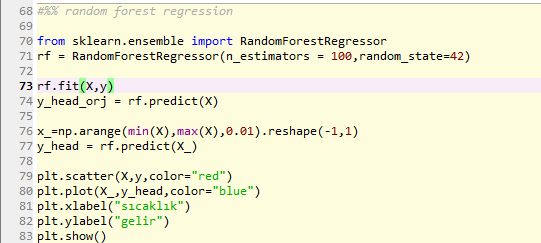 68 #%% random forest regression
69
70 from sklearn.ensemble import RandomForestRegressor
71 rf = RandomForestRegressor(n_estimators = 100,random_state=42)
72
73 rf.fit(X,y)
74 y_head_orj = rf.predict(X)
75
76 x_=np.arange(min(X),max(X),0.01).reshape(-1,1)
77 y_head = rf.predict(X_)
78
79 plt.scatter(X,y,color="red")
80 plt.plot(X_,y_head,color="blue")
81 plt.xlabel("sıcaklık")
82 plt.ylabel("gelir")
83 plt.show()